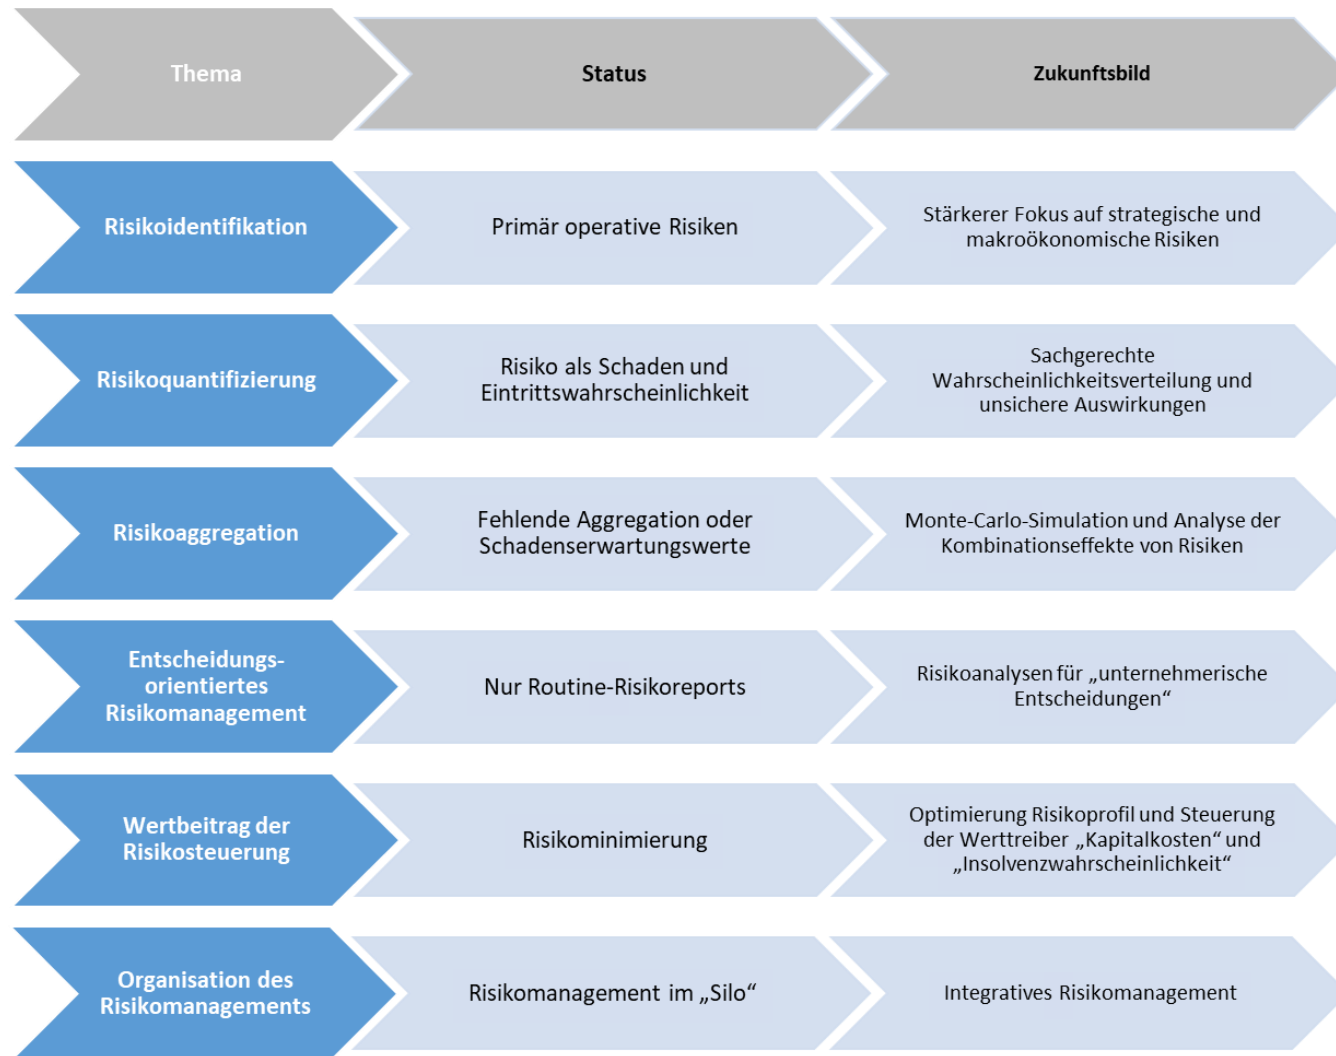 Thema
Status
Zukunftsbild
Risikoidentifikation
Primär operative Risiken
Stärkerer Fokus auf strategische und
makroökonomische Risiken
Risikoquantifizierung
Risiko als Schaden und
Eintrittswahrscheinlichkeit
Sachgerechte
Wahrscheinlichkeitsverteilung und
unsichere Auswirkungen
Risikoaggregation
Fehlende Aggregation oder
Schadenserwartungswerte
Monte-Carlo-Simulation und Analyse der
Kombinationseffekte von Risiken
Entscheidungs-
orientiertes
Risikomanagement
Nur Routine-Risikoreports
Risikoanalysen für „unternehmerische
Entscheidungen“
Wertbeitrag der
Risikosteuerung
Risikominimierung
Optimierung Risikoprofil und Steuerung
der Werttreiber „Kapitalkosten“ und
„Insolvenzwahrscheinlichkeit“
Organisation des
Risikomanagements
Risikomanagement im „Silo“
Integratives Risikomanagement